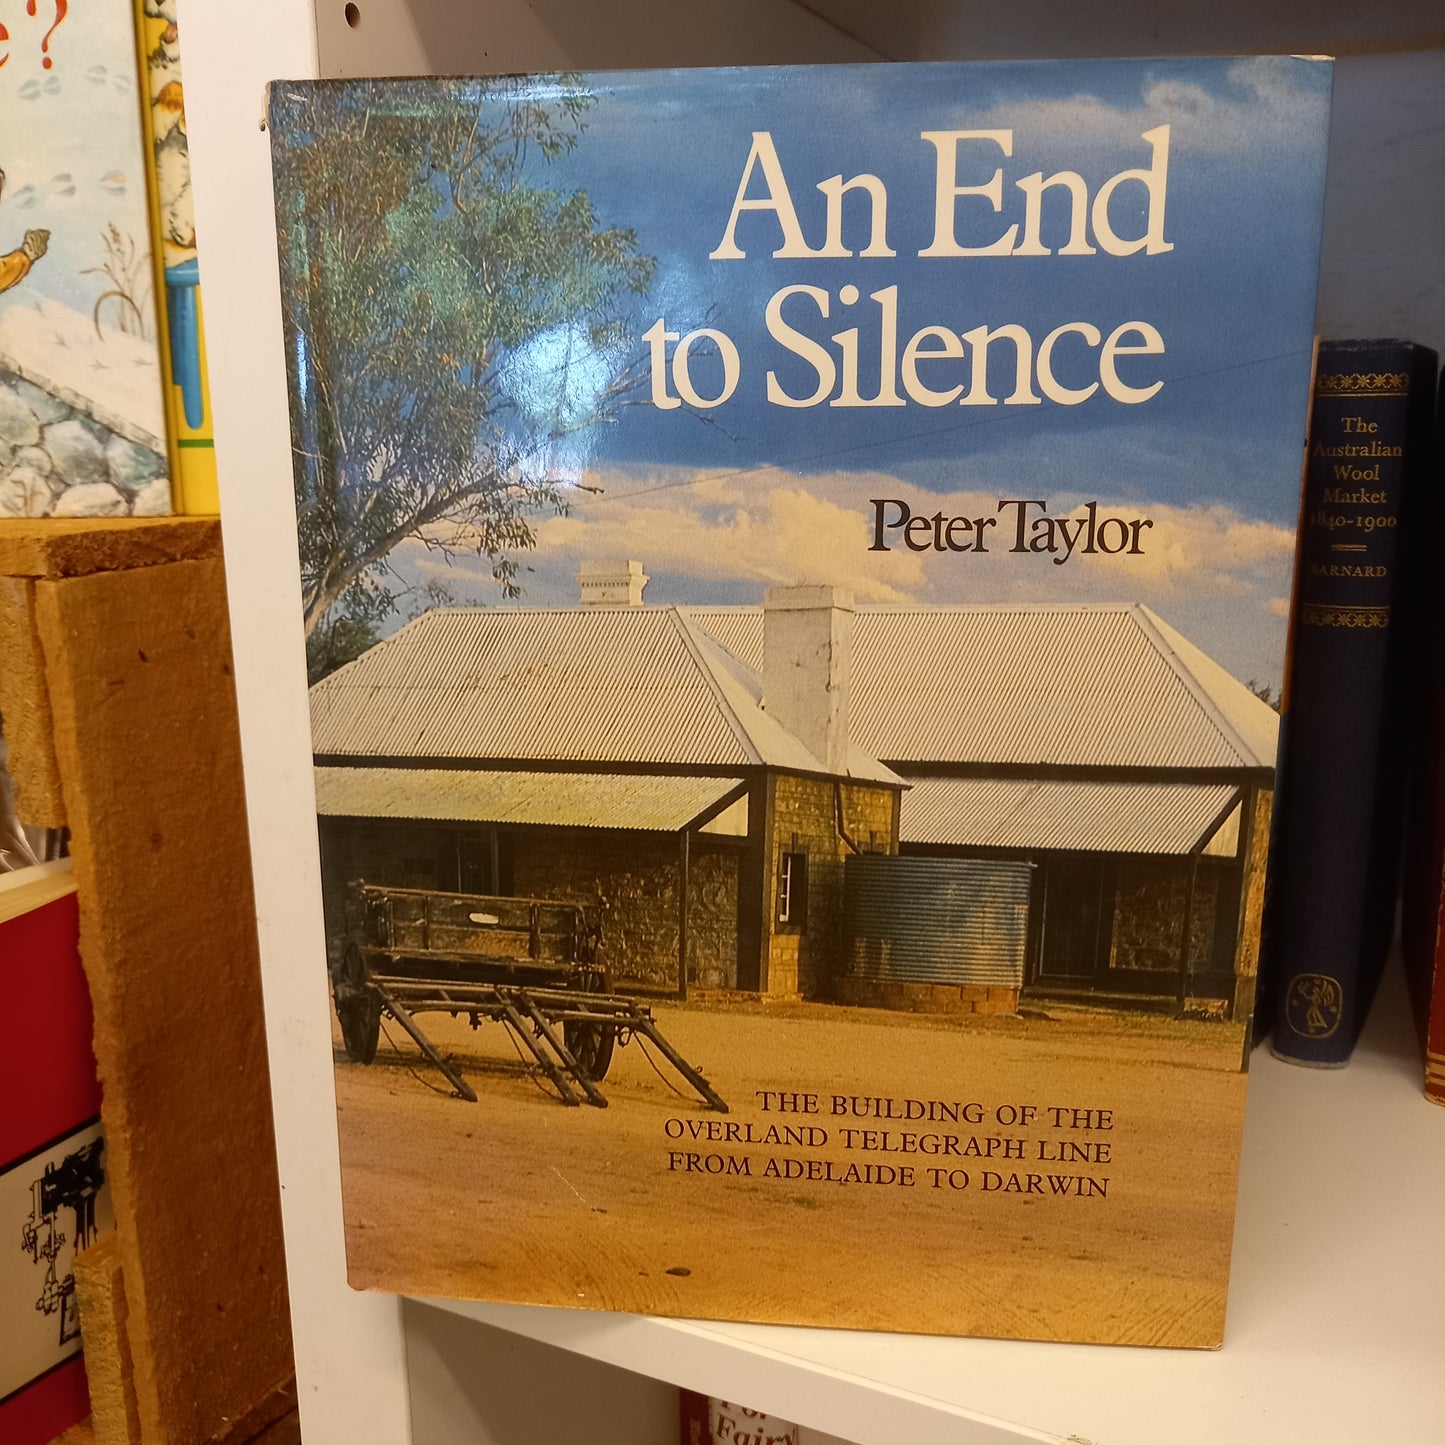 An End
to Silence
Peter Taylor
THE BUILDING OF THE
OVERLAND TELEGRAPH LINE
FROM ADELAIDE TO DARWIN
The
Australian
Wool
Market
1840-1900
BARNARD
?
Fairy